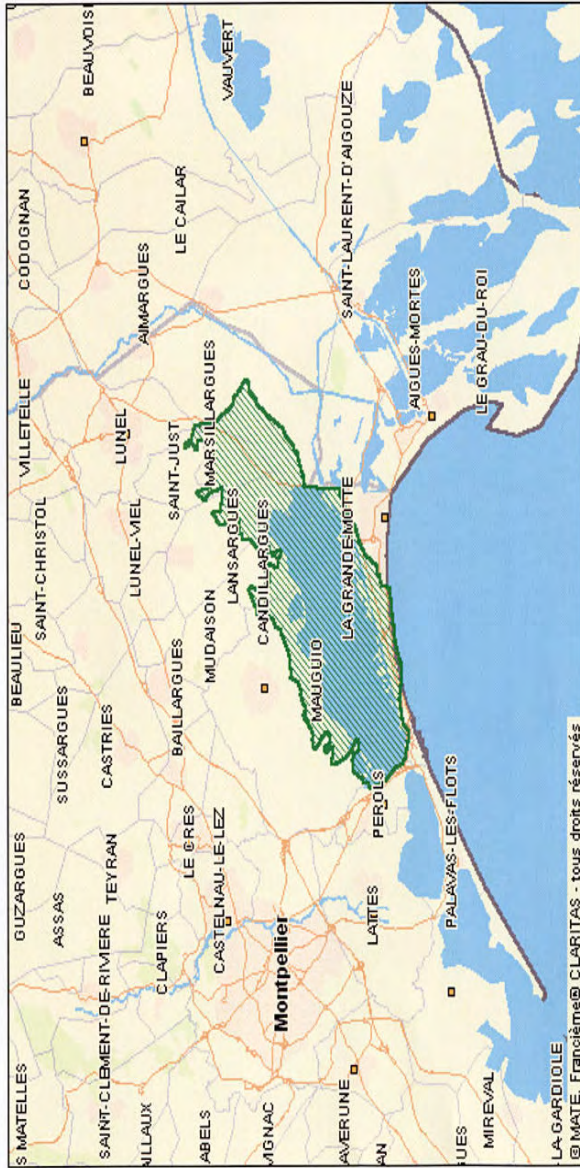 S MATELLES
GUZARGUES
BEAULIEU
SAINT-CHRISTOL
VILLETELLE
CODOGNAN
BEAUVOISI
ASSAS
SUSSARGUES
SAINT-CLEMENT-DE-RIVIERE
TEYRAN
CASTRIES
LUNEL
AILLAUX
CLAPIERS
LUNEL-VIEL
AIMARGUES
LE CRES
BAILLARGUES
SAINT-JUST
LE CAILAR
ABELS
CASTELNAU-LE-LEZ
MUDAISON
LANSARGUES
MARSILLARGUES
VAUVERT
VIGNAC
Montpellier
CANDILLARGUES
MAUGUIO
AVERUNE
LATTES
PEROLS
LA GRANDE-MOTTE
SAINT-LAURENT-D'AIGOUZE
AN
PALAVAS-LES-FLOTS
AIGUES-MORTES
GUES
MIREVAL
LE GRAU-DU-ROI
-LA-GARDIOLE
© MATE, Francième® CLARITAS - tous droits réservés